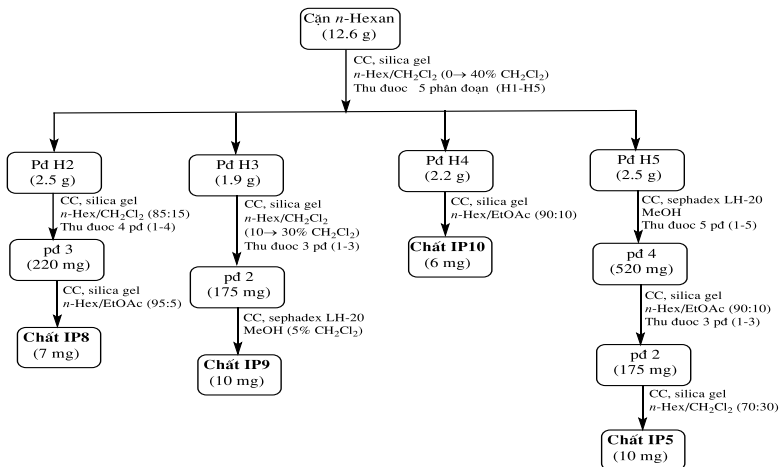 Cặn n-Hexan
(12.6 g)
CC, silica gel
n-Hex/CH₂Cl₂ (0→ 40% CH₂Cl₂)
Thu đuoc 5 phân đoạn (H1-H5)
Pđ H2
(2.5 g)
CC, silica gel
n-Hex/CH₂Cl₂ (85:15)
Thu đuoc 4 pđ (1-4)
pđ 3
(220 mg)
CC, silica gel
n-Hex/EtOAc (95:5)
Chất IP8
(7 mg)
Pđ H3
(1.9 g)
CC, silica gel
n-Hex/CH₂Cl₂
(10→ 30% CH₂Cl₂)
Thu đuoc 3 pđ (1-3)
pđ 2
(175 mg)
CC, sephadex LH-20
MeOH (5% CH₂Cl₂)
Chất IP9
(10 mg)
Pđ H4
(2.2 g)
CC, silica gel
n-Hex/EtOAc (90:10)
Chất IP10
(6 mg)
Pđ H5
(2.5 g)
CC, sephadex LH-20
MeOH
Thu đuoc 5 pđ (1-5)
pđ 4
(520 mg)
CC, silica gel
n-Hex/EtOAc (90:10)
Thu đuoc 3 pđ (1-3)
pđ 2
(175 mg)
CC, silica gel
n-Hex/CH₂Cl₂ (70:30)
Chất IP5
(10 mg)